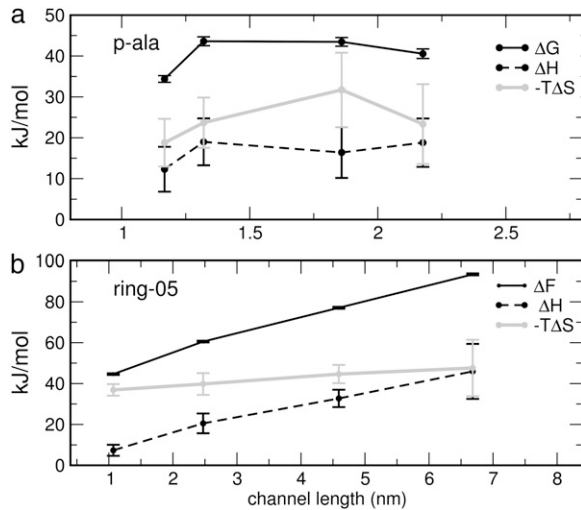 a
p-ala
ΔG
ΔH
-TΔS
kJ/mol
50
40
30
20
10
0
1
1.5
2
2.5
b
ring-05
ΔF
ΔH
-TΔS
kJ/mol
100
80
60
40
20
0
0
1
2
3
4
5
6
7
8
channel length (nm)